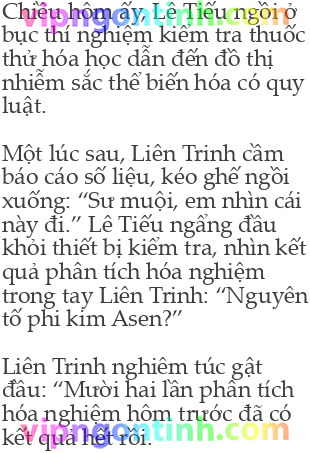 Chiều hôm ấy, Lê Tiếu ngồi ở
bục thí nghiệm kiểm tra thuốc
thử hóa học dẫn đến đồ thị
nhiễm sắc thể biến hóa có quy
luật.
Một lúc sau, Liên Trinh cầm
báo cáo số liệu, kéo ghế ngồi
xuống: “Sư muội, em nhìn cái
này đi.” Lê Tiếu ngẩng đầu
khỏi thiết bị kiểm tra, nhìn kết
quả phân tích hóa nghiệm
trong tay Liên Trinh: “Nguyên
tố phi kim Asen?”
Liên Trinh nghiêm túc gật
đầu: “Mười hai lần phân tích
hóa nghiệm hôm trước đã có
vipngontinh.com
kết quả hết rồi.